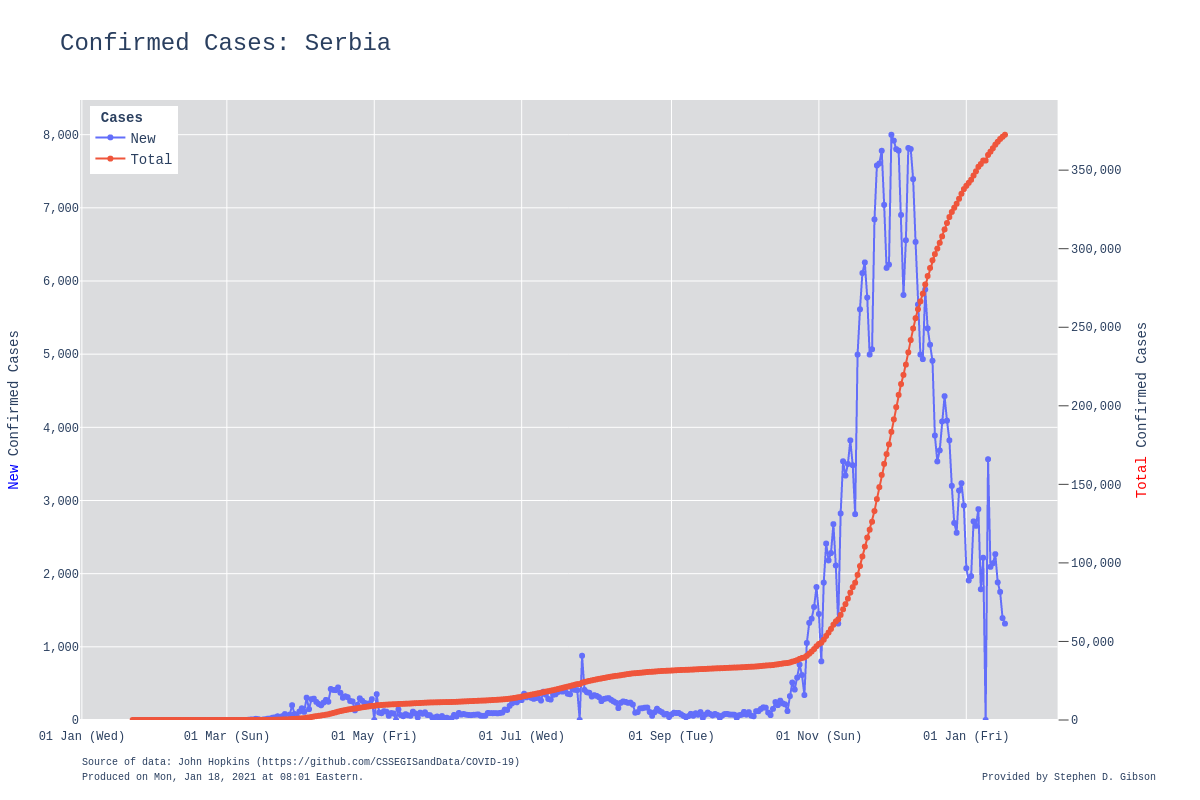 Confirmed Cases: Serbia
Cases
New
Total
8,000
7,000
6,000
5,000
4,000
3,000
2,000
1,000
0
New Confirmed Cases
350,000
300,000
250,000
200,000
150,000
100,000
50,000
0
Total Confirmed Cases
01 Jan (Wed)
01 Mar (Sun)
01 May (Fri)
01 Jul (Wed)
01 Sep (Tue)
01 Nov (Sun)
01 Jan (Fri)
Source of data: John Hopkins (https://github.com/CSSEGISandData/COVID-19)
Produced on Mon, Jan 18, 2021 at 08:01 Eastern.
Provided by Stephen D. Gibson